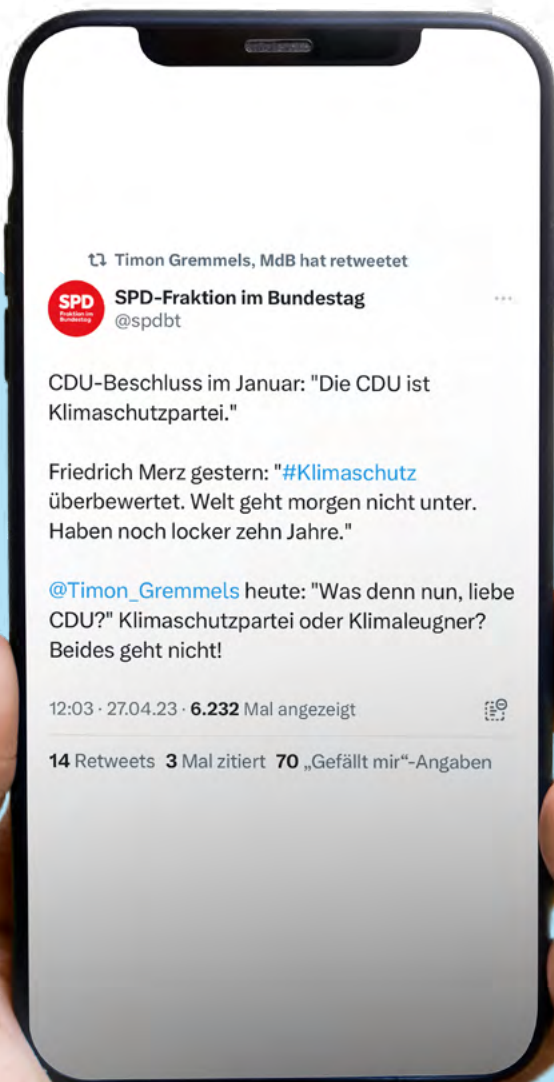 Timon Gremmels, MdB hat retweetet
SPD
Fraktion im
Bundestag
SPD-Fraktion im Bundestag
@spdbt
CDU-Beschluss im Januar: "Die CDU ist
Klimaschutzpartei."
Friedrich Merz gestern: "#Klimaschutz
überbewertet. Welt geht morgen nicht unter.
Haben noch locker zehn Jahre."
@Timon_Gremmels heute: "Was denn nun, liebe
CDU?" Klimaschutzpartei oder Klimaleugner?
Beides geht nicht!
12:03 · 27.04.23 · 6.232 Mal angezeigt
14 Retweets 3 Mal zitiert 70 „Gefällt mir“-Angaben